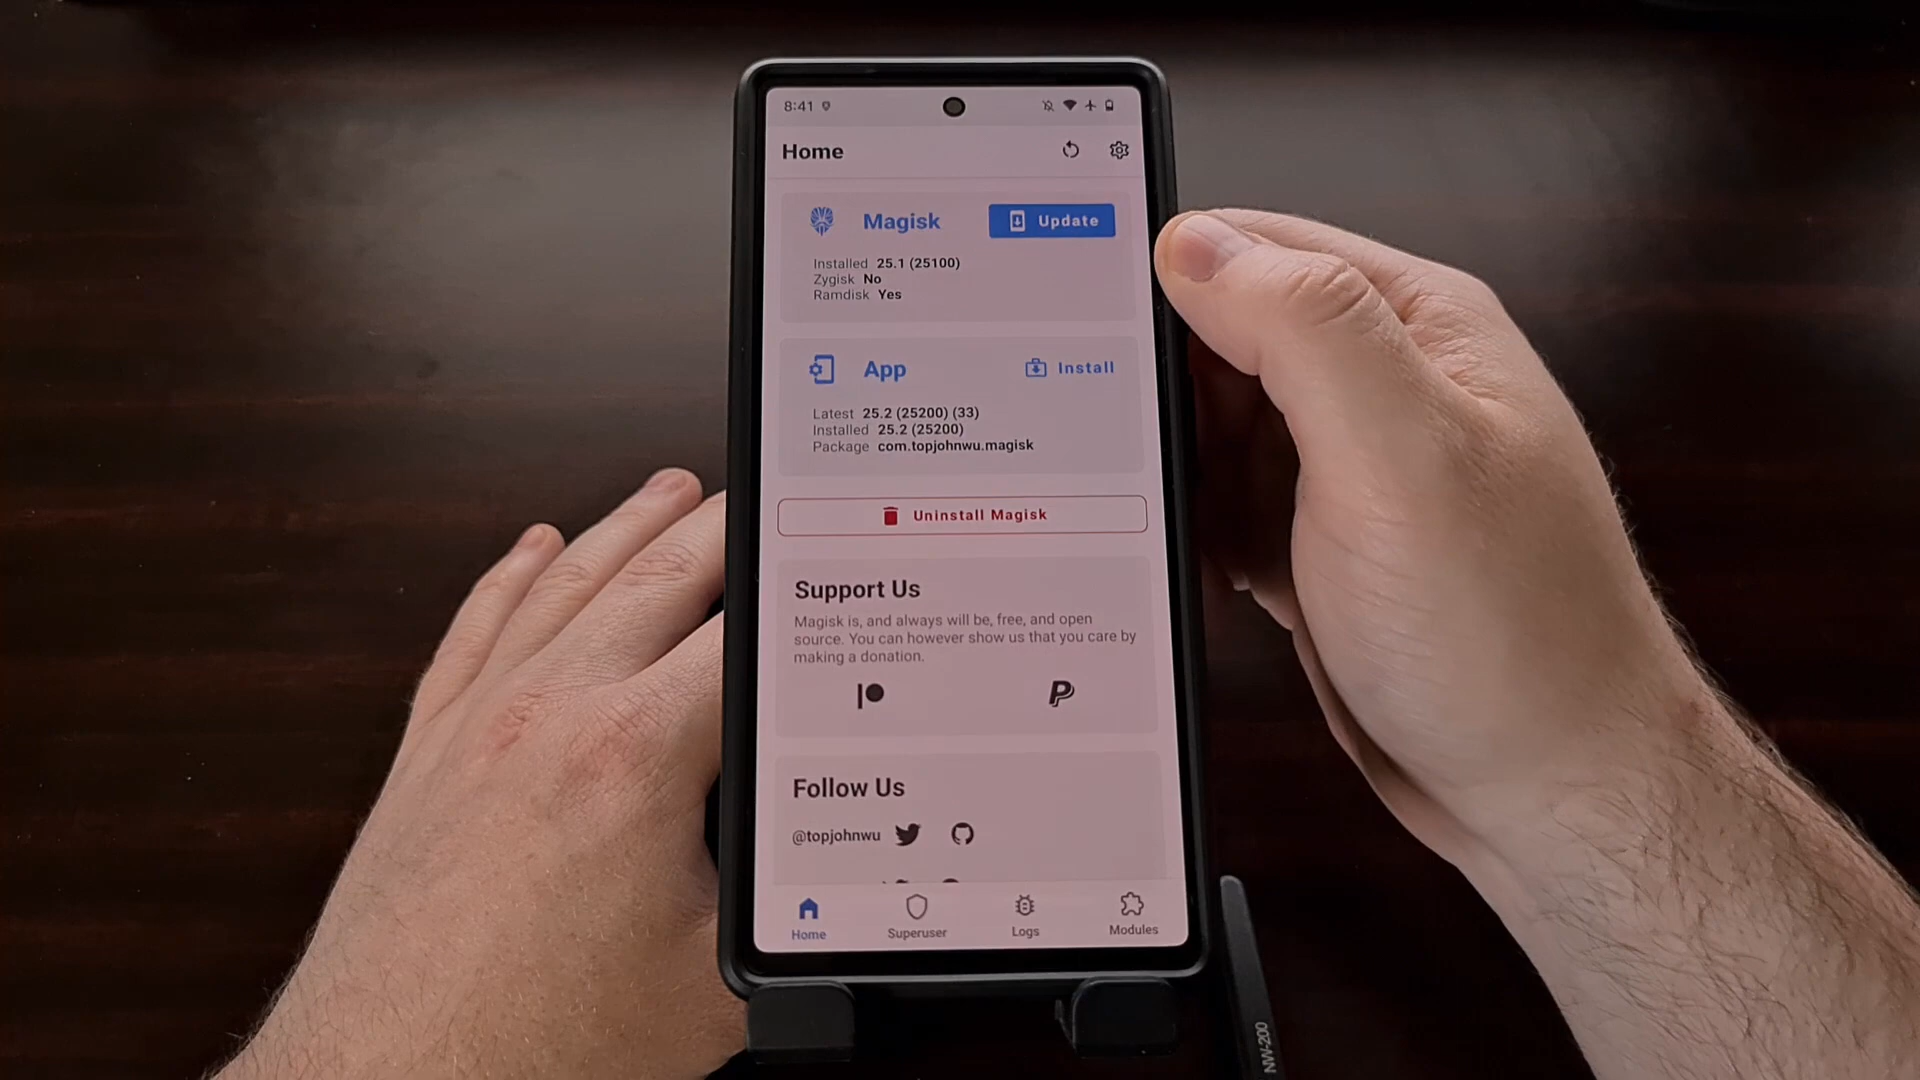 8:41
Home
Magisk
Update
Installed 25.1 (25100)
Zygisk No
Ramdisk Yes
App
Install
Latest 25.2 (25200) (33)
Installed 25.2 (25200)
Package com.topjohnwu.magisk
Uninstall Magisk
Support Us
Magisk is, and always will be, free, and open
source. You can however show us that you care by
making a donation.
Follow Us
@topjohnwu
Home
Superuser
Logs
Modules
NW-200